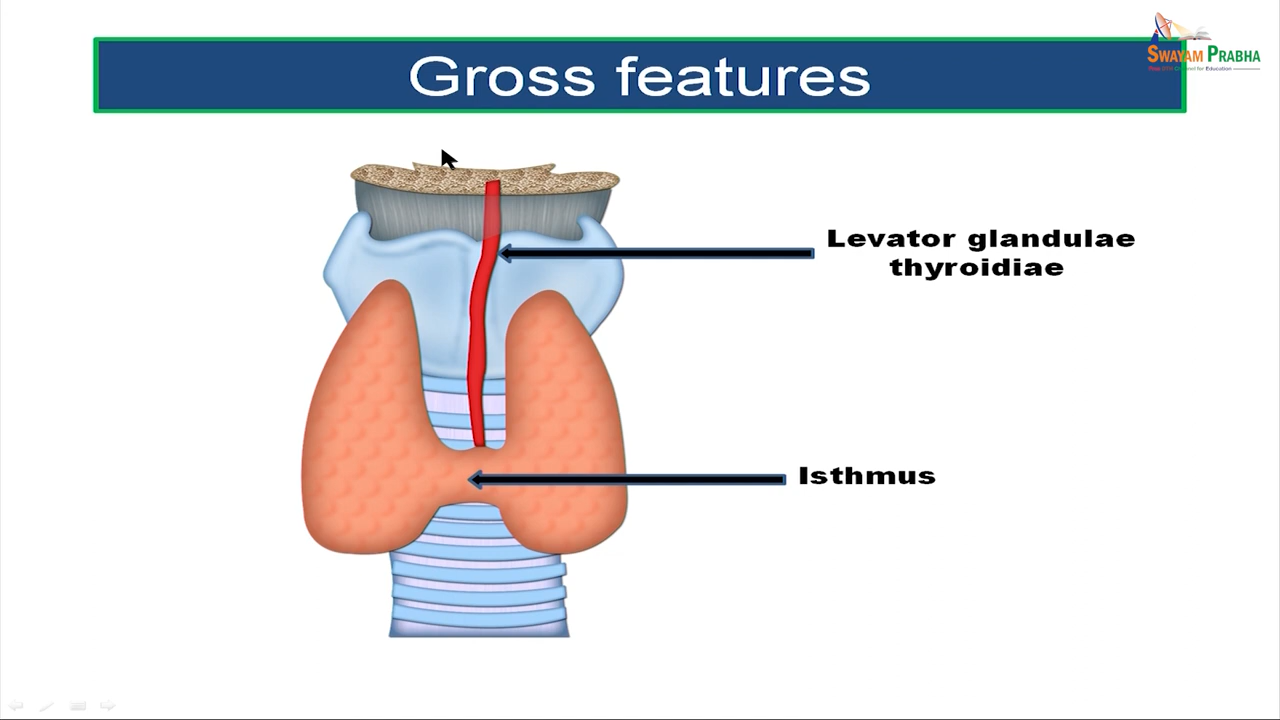 Gross features
SWAYAM PRABHA
Levator glandulae
thyroidiae
Isthmus